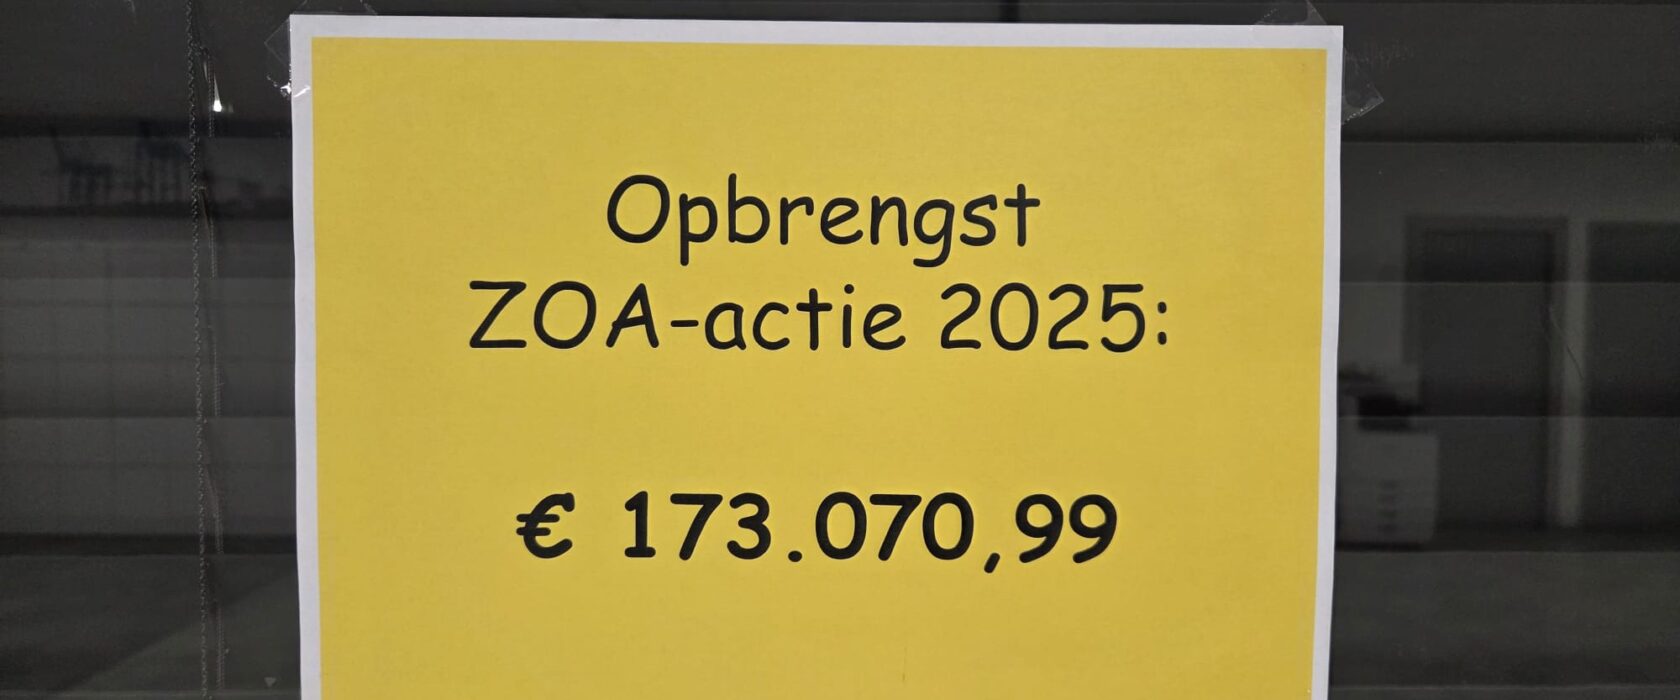 Opbrengst
ZOA-actie 2025:
€ 173.070,99